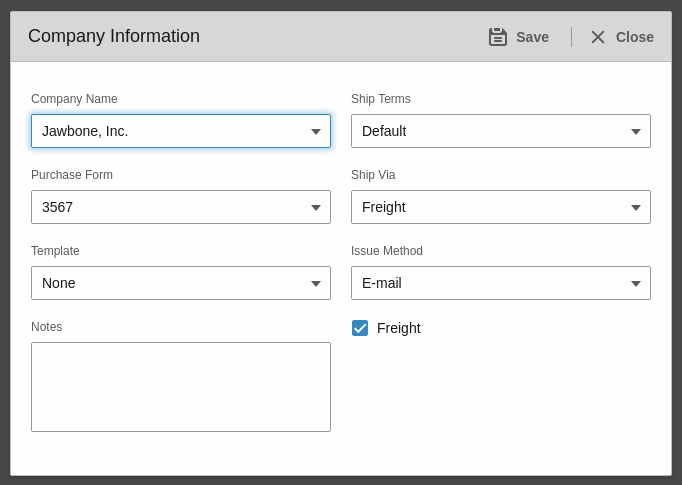 Company Information
Save
Close
Company Name
Jawbone, Inc.
Ship Terms
Default
Purchase Form
3567
Ship Via
Freight
Template
None
Issue Method
E-mail
Notes
Freight